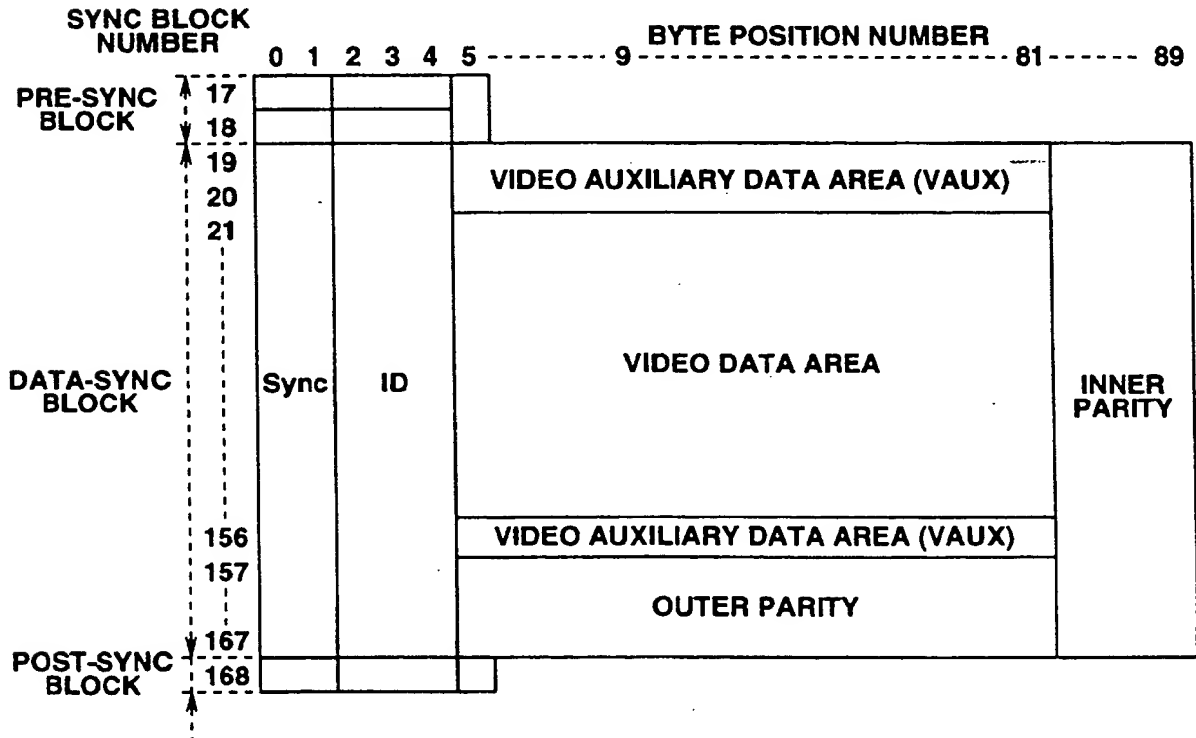 SYNC BLOCK
NUMBER
BYTE POSITION NUMBER
0 1 2 3 4 5 9 81 89
PRE-SYNC
BLOCK
17
18
19
20
21
VIDEO AUXILIARY DATA AREA (VAUX)
VIDEO DATA AREA
DATA-SYNC
BLOCK
Sync
ID
INNER
PARITY
156
VIDEO AUXILIARY DATA AREA (VAUX)
157
OUTER PARITY
167
POST-SYNC
BLOCK
168